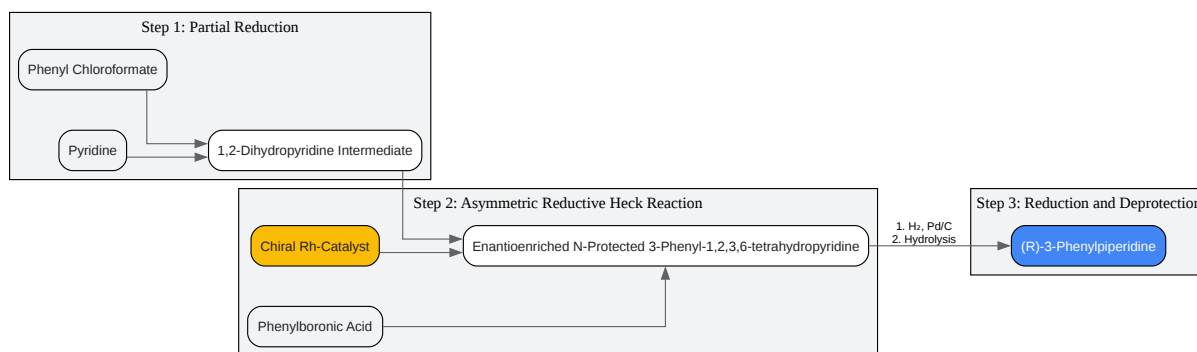 Step 1: Partial Reduction
Phenyl Chloroformate
Pyridine
1,2-Dihydropyridine Intermediate
Step 2: Asymmetric Reductive Heck Reaction
Chiral Rh-Catalyst
Enantioenriched N-Protected 3-Phenyl-1,2,3,6-tetrahydropyridine
Phenylboronic Acid
1. H₂, Pd/C
2. Hydrolysis
Step 3: Reduction and Deprotection
(R)-3-Phenylpiperidine